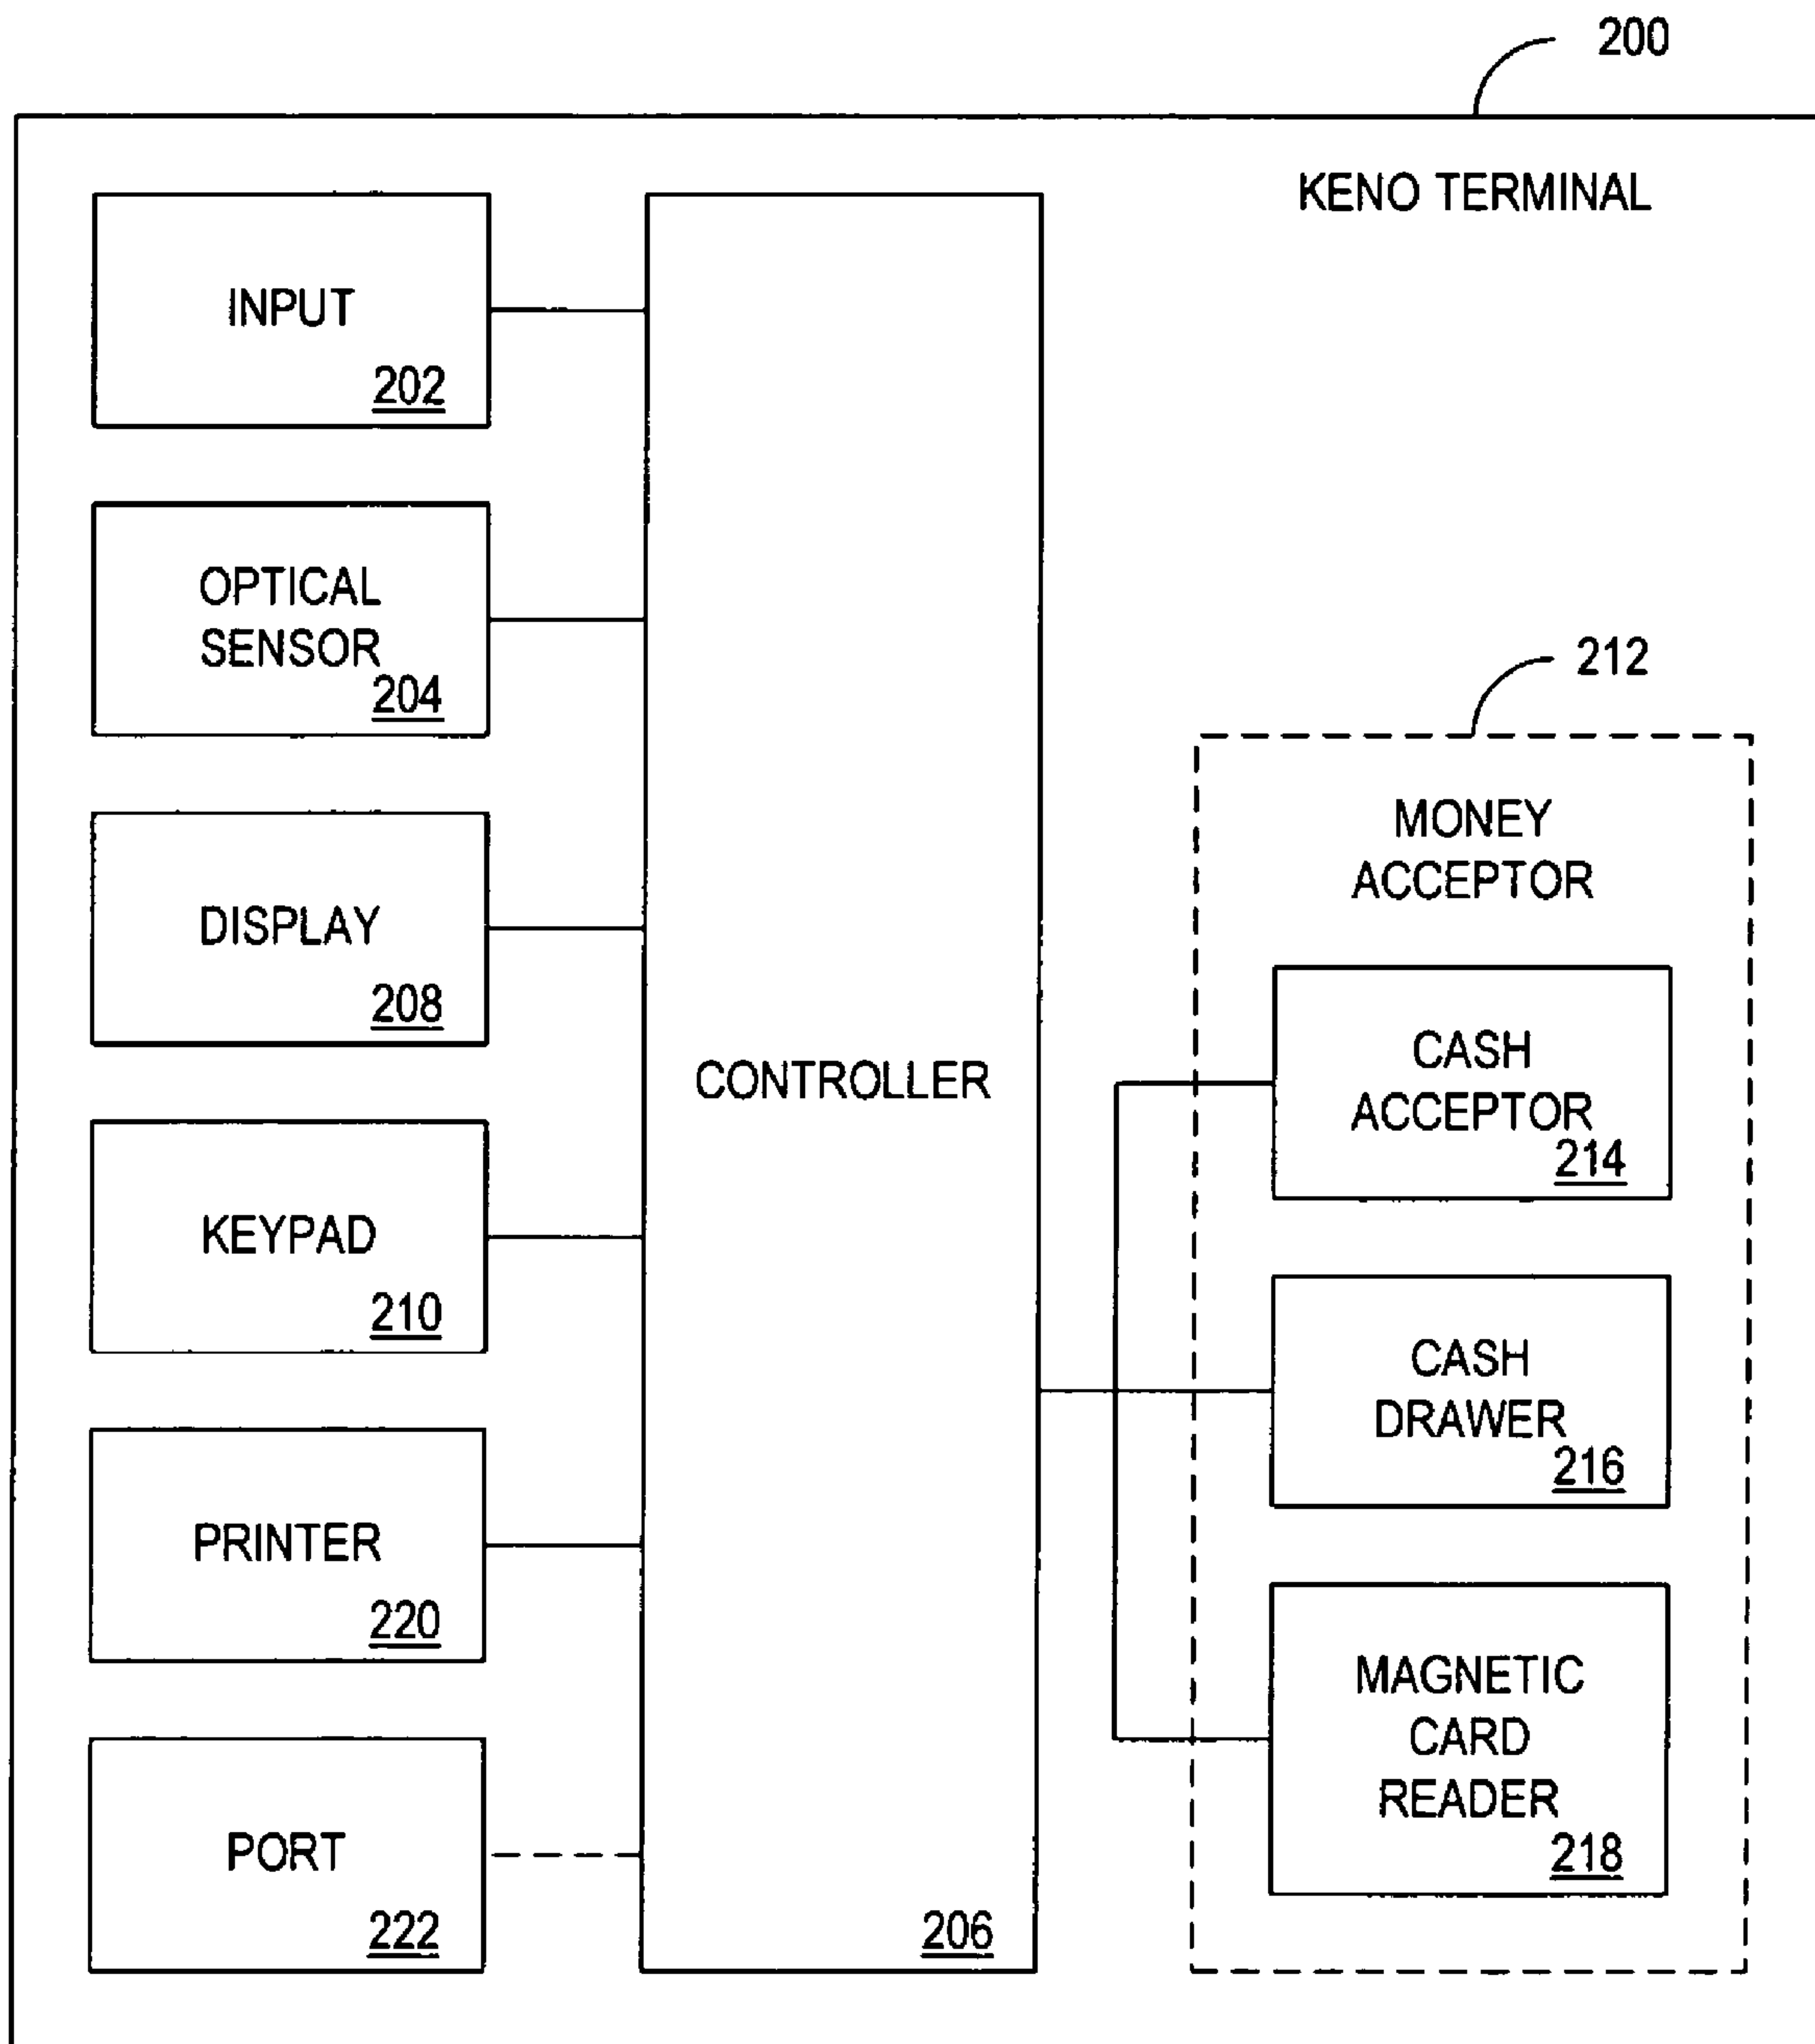 200
KENO TERMINAL
INPUT
202
OPTICAL
SENSOR
204
DISPLAY
208
KEYPAD
210
PRINTER
220
PORT
222
CONTROLLER
206
212
MONEY
ACCEPTOR
CASH
ACCEPTOR
214
CASH
DRAWER
216
MAGNETIC
CARD
READER
218